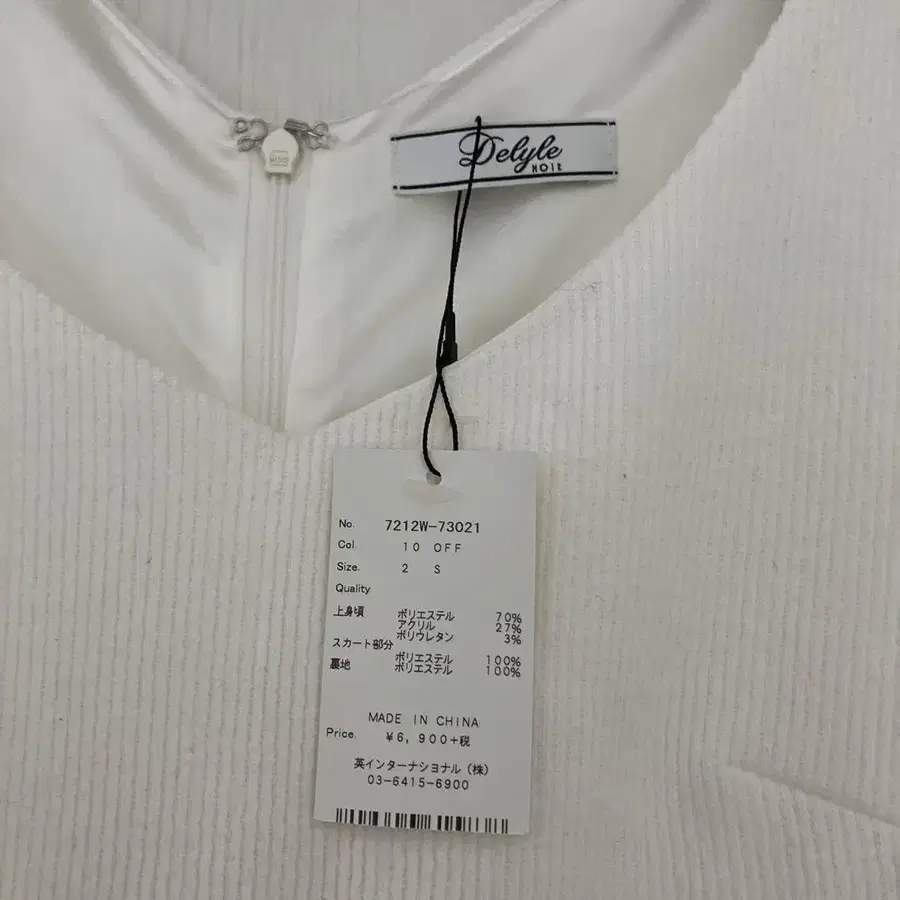 Delyle
NOIR
No. 7212W-73021
Col. 10 OFF
Size. 2 S
Quality
上身頃 ポリエステル 70%
アクリル 27%
ポリウレタン 3%
スカート部分 ポリエステル 100%
裏地 ポリエステル 100%
MADE IN CHINA
Price. ¥6,900+税
英インターナショナル(株)
03-6415-6900